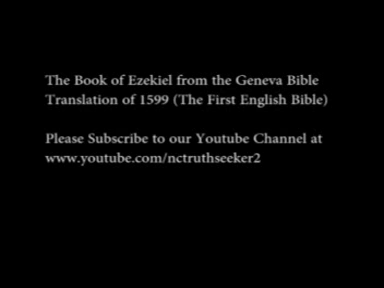 The Book of Ezekiel from the Geneva Bible
Translation of 1599 (The First English Bible)
Please Subscribe to our Youtube Channel at
www.youtube.com/nctruthseeker2